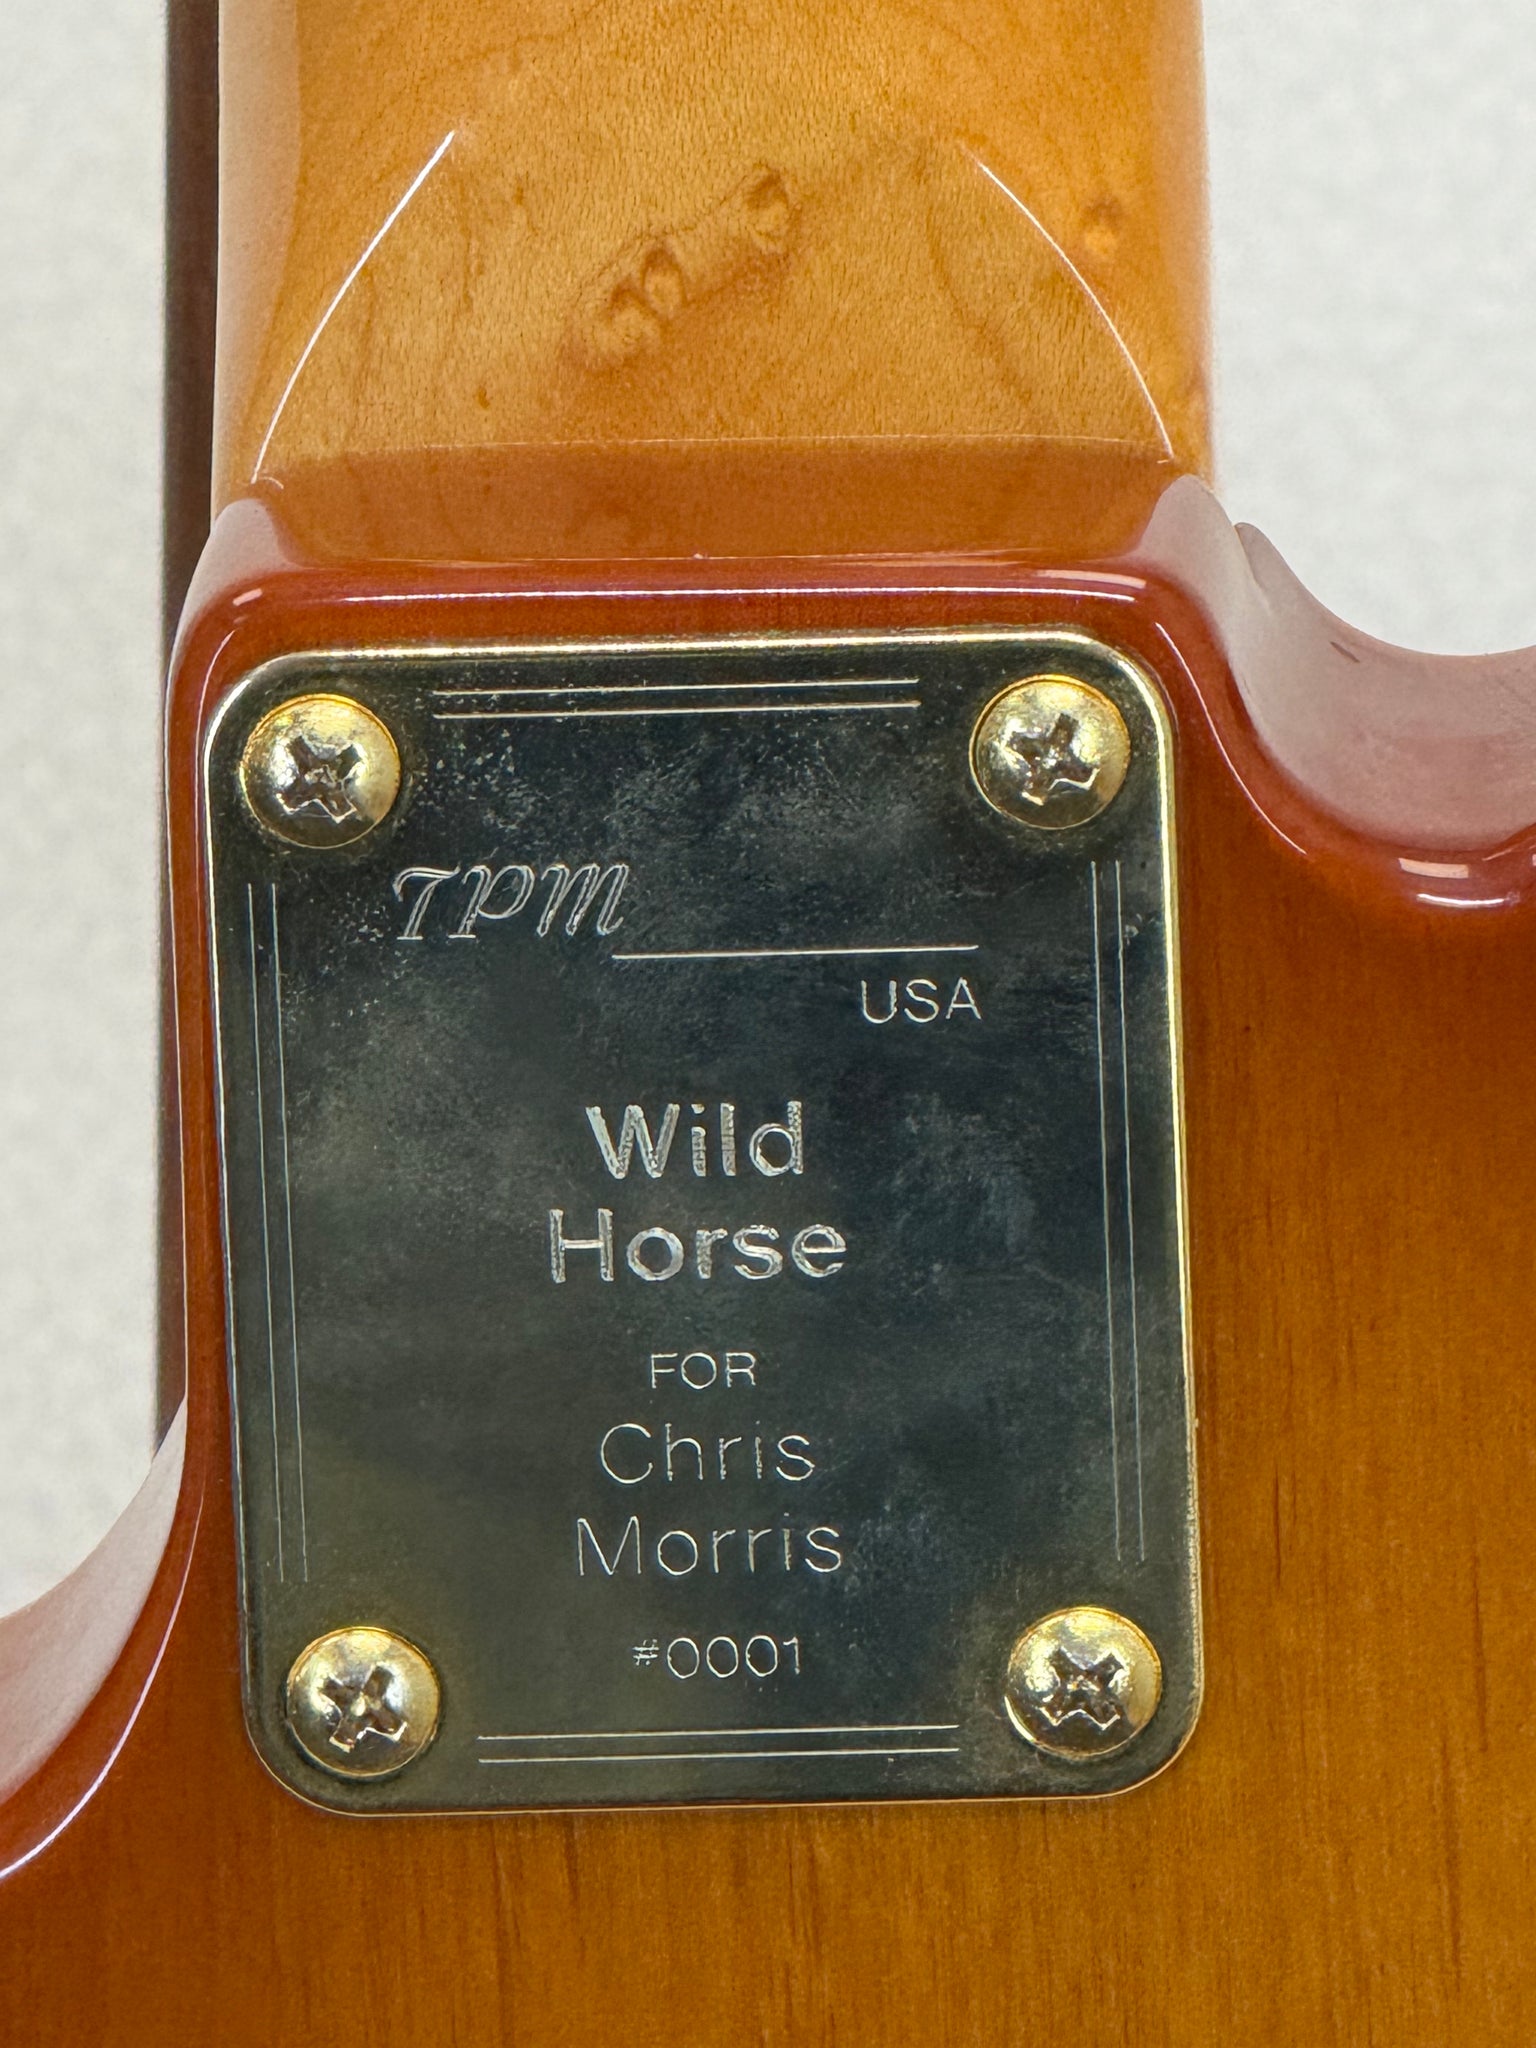 TPM
USA
Wild
Horse
FOR
Chris
Morris
#0001